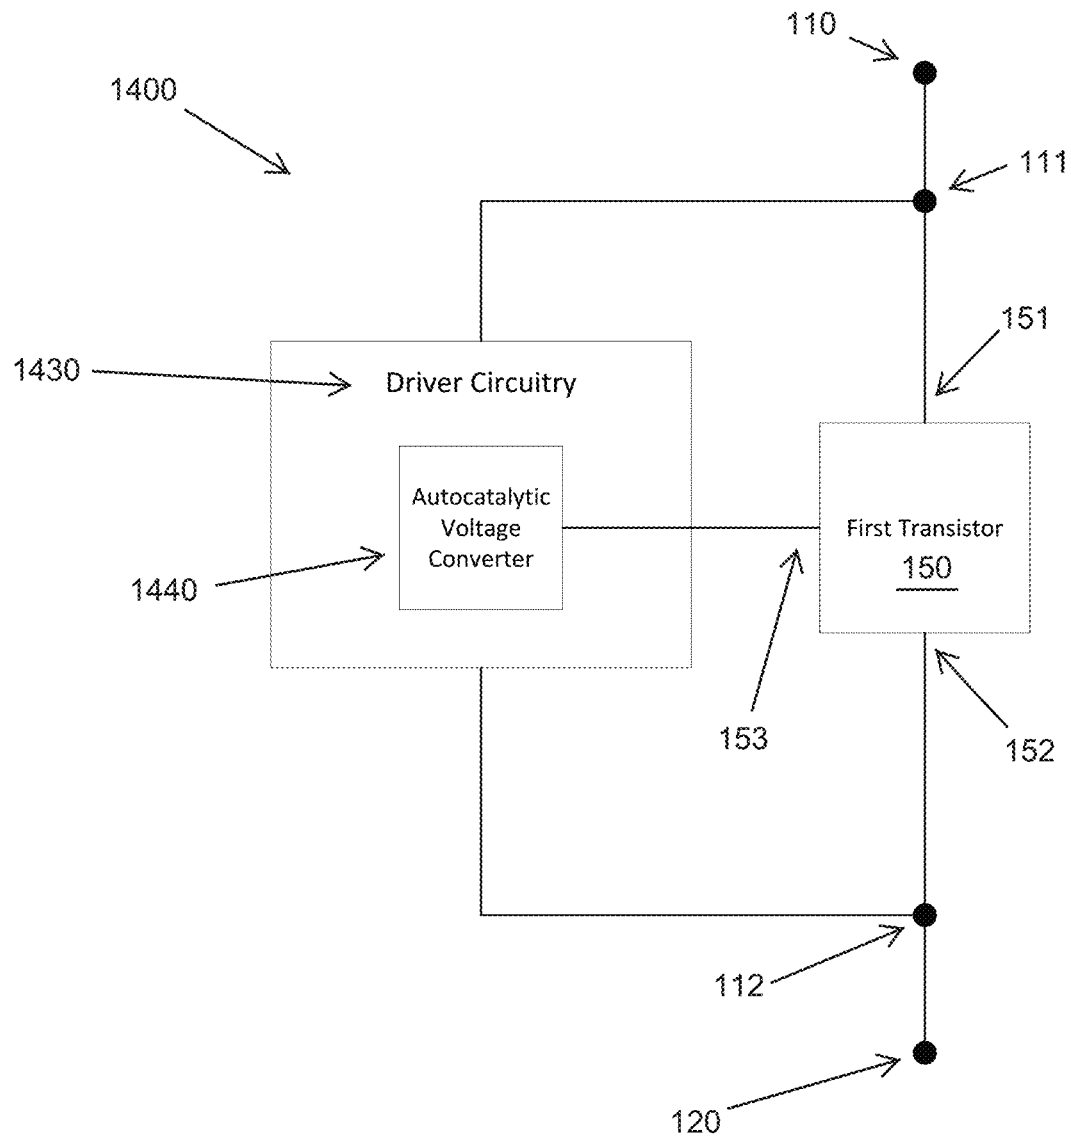 110
1400
111
151
1430
Driver Circuitry
Autocatalytic
Voltage
Converter
First Transistor
150
1440
153
152
112
120